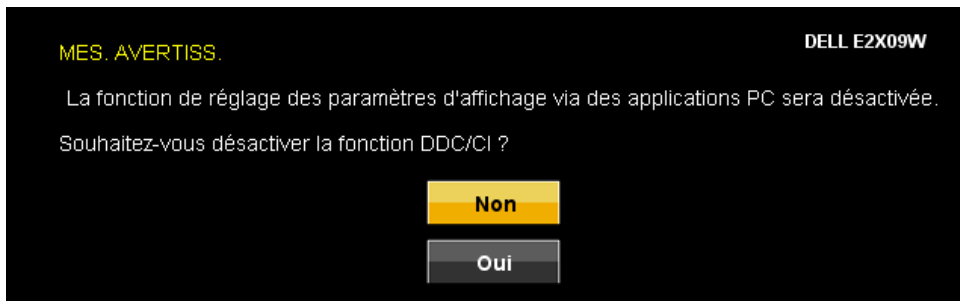 MES. AVERTISS.
DELL E2X09W
La fonction de réglage des paramètres d'affichage via des applications PC sera désactivée.
Souhaitez-vous désactiver la fonction DDC/CI ?
Non
Oui